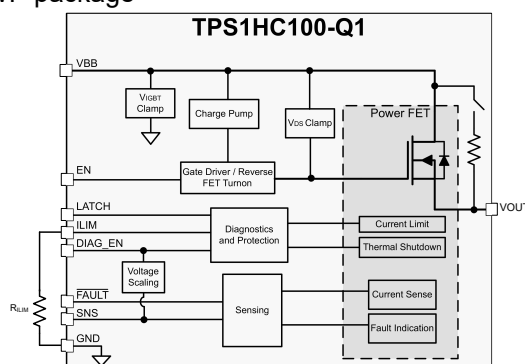 package
TPS1HC100-Q1
VBB
VIGBT
Clamp
Charge Pump
VDS Clamp
Power FET
EN
Gate Driver / Reverse
FET Turnon
VOUT
LATCH
ILIM
DIAG_EN
Diagnostics
and Protection
Current Limit
Thermal Shutdown
Voltage
Scaling
RILIM
FAULT
SNS
Sensing
Current Sense
Fault Indication
GND